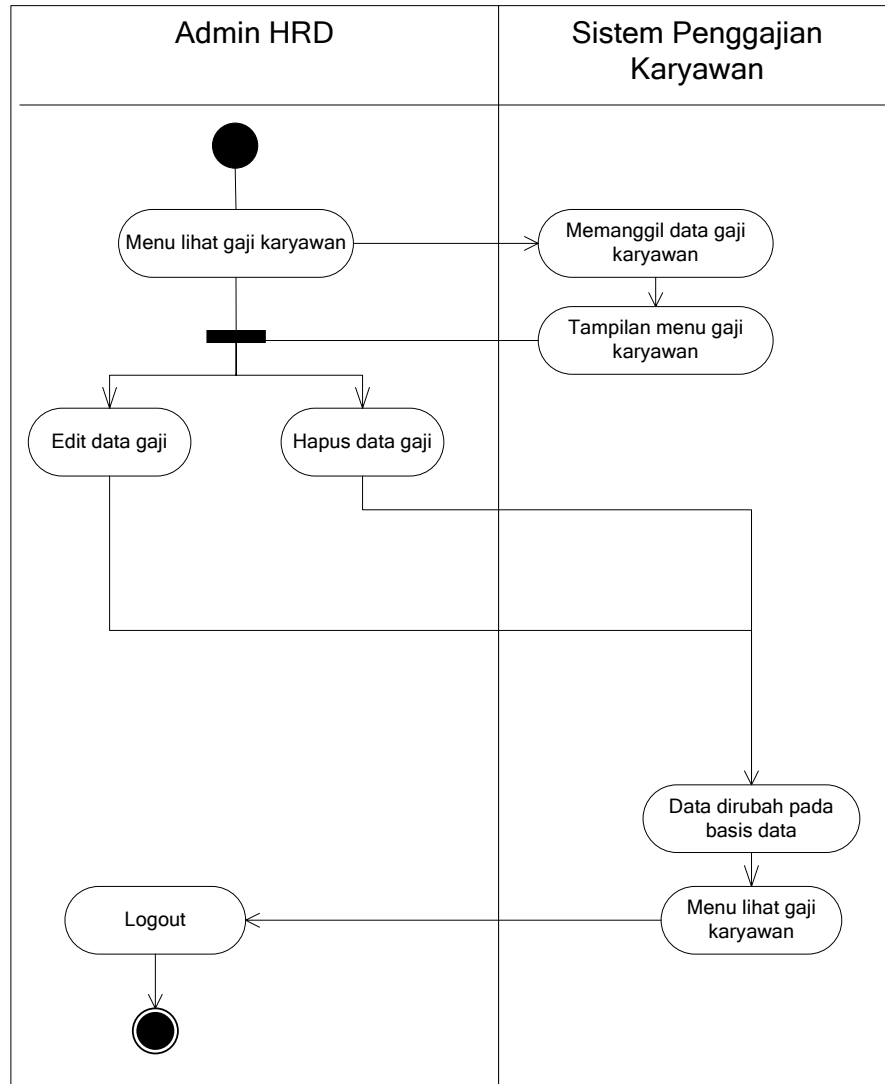 Admin HRD
Sistem Penggajian
Karyawan
Menu lihat gaji karyawan
Memanggil data gaji
karyawan
Tampilan menu gaji
karyawan
Edit data gaji
Hapus data gaji
Data dirubah pada
basis data
Menu lihat gaji
karyawan
Logout